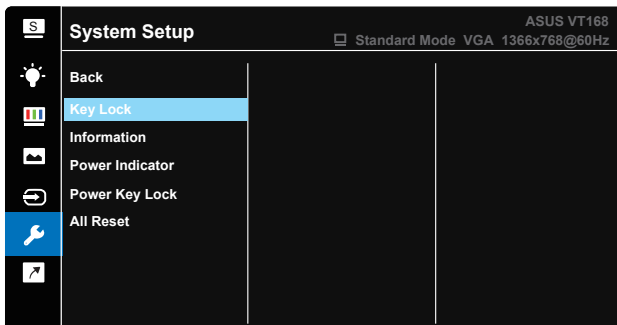 S
System Setup
ASUS VT168
Standard Mode VGA 1366x768@60Hz
Back
Key Lock
Information
Power Indicator
Power Key Lock
All Reset